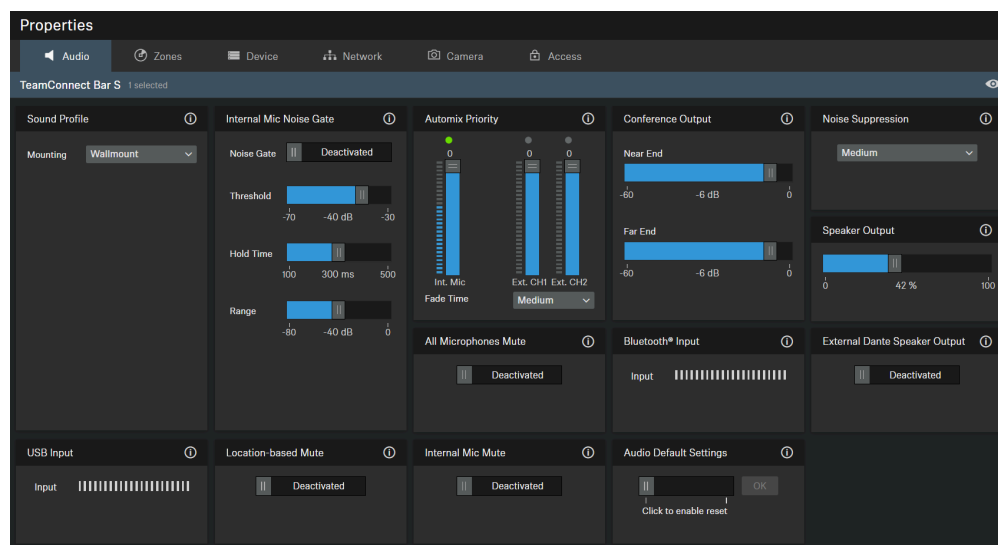 Properties
Audio
Zones
Device
Network
Camera
Access
TeamConnect Bar S 1 selected
Sound Profile
Mounting Wallmount
Internal Mic Noise Gate
Noise Gate Deactivated
Threshold
-70 -40 dB -30
Hold Time
100 300 ms 500
Range
-80 -40 dB 0
Automix Priority
0 0 0
Int. Mic Ext. CH1 Ext. CH2
Fade Time Medium
Conference Output
Near End
-60 -6 dB 0
Far End
-60 -6 dB 0
Noise Suppression
Medium
Speaker Output
0 42 % 100
All Microphones Mute
Deactivated
Bluetooth® Input
Input
External Dante Speaker Output
Deactivated
USB Input
Input
Location-based Mute
Deactivated
Internal Mic Mute
Deactivated
Audio Default Settings
OK
Click to enable reset